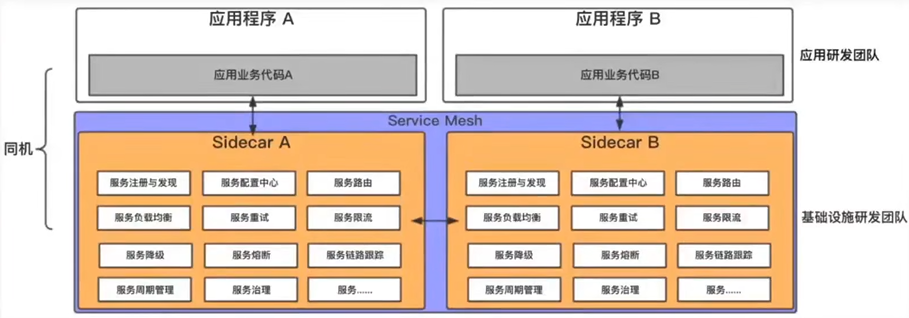 应用程序 A
应用程序 B
应用业务代码A
应用业务代码B
应用研发团队
同机
Service Mesh
Sidecar A
Sidecar B
服务注册与发现
服务配置中心
服务路由
服务注册与发现
服务配置中心
服务路由
服务负载均衡
服务重试
服务限流
服务负载均衡
服务重试
服务限流
基础设施研发团队
服务降级
服务熔断
服务链路跟踪
服务降级
服务熔断
服务链路跟踪
服务周期管理
服务治理
服务......
服务周期管理
服务治理
服务......